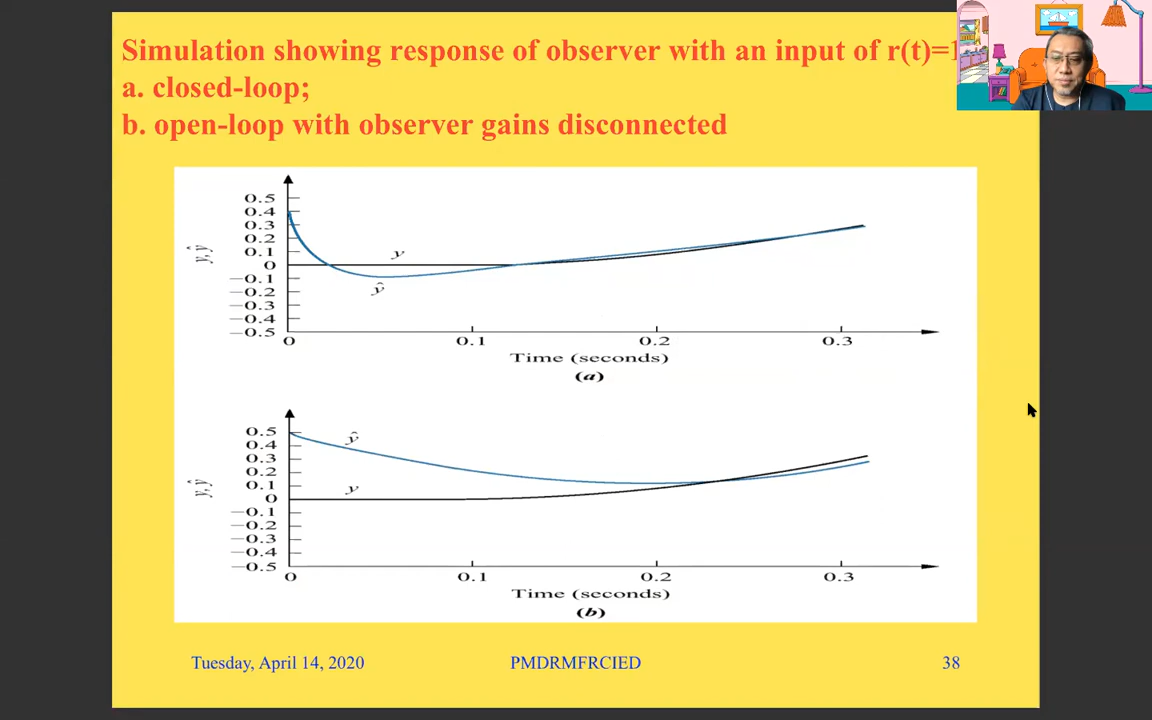 Simulation showing response of observer with an input of r(t)=
a. closed-loop;
b. open-loop with observer gains disconnected
0.5
0.4
0.3
0.2
0.1
0
−0.1
−0.2
−0.3
−0.4
−0.5
y, ŷ
y
ŷ
0 0.1 0.2 0.3
Time (seconds)
(a)
0.5
0.4
0.3
0.2
0.1
0
−0.1
−0.2
−0.3
−0.4
−0.5
y, ŷ
ŷ
y
0 0.1 0.2 0.3
Time (seconds)
(b)
Tuesday, April 14, 2020 PMDRMFRCIED 38